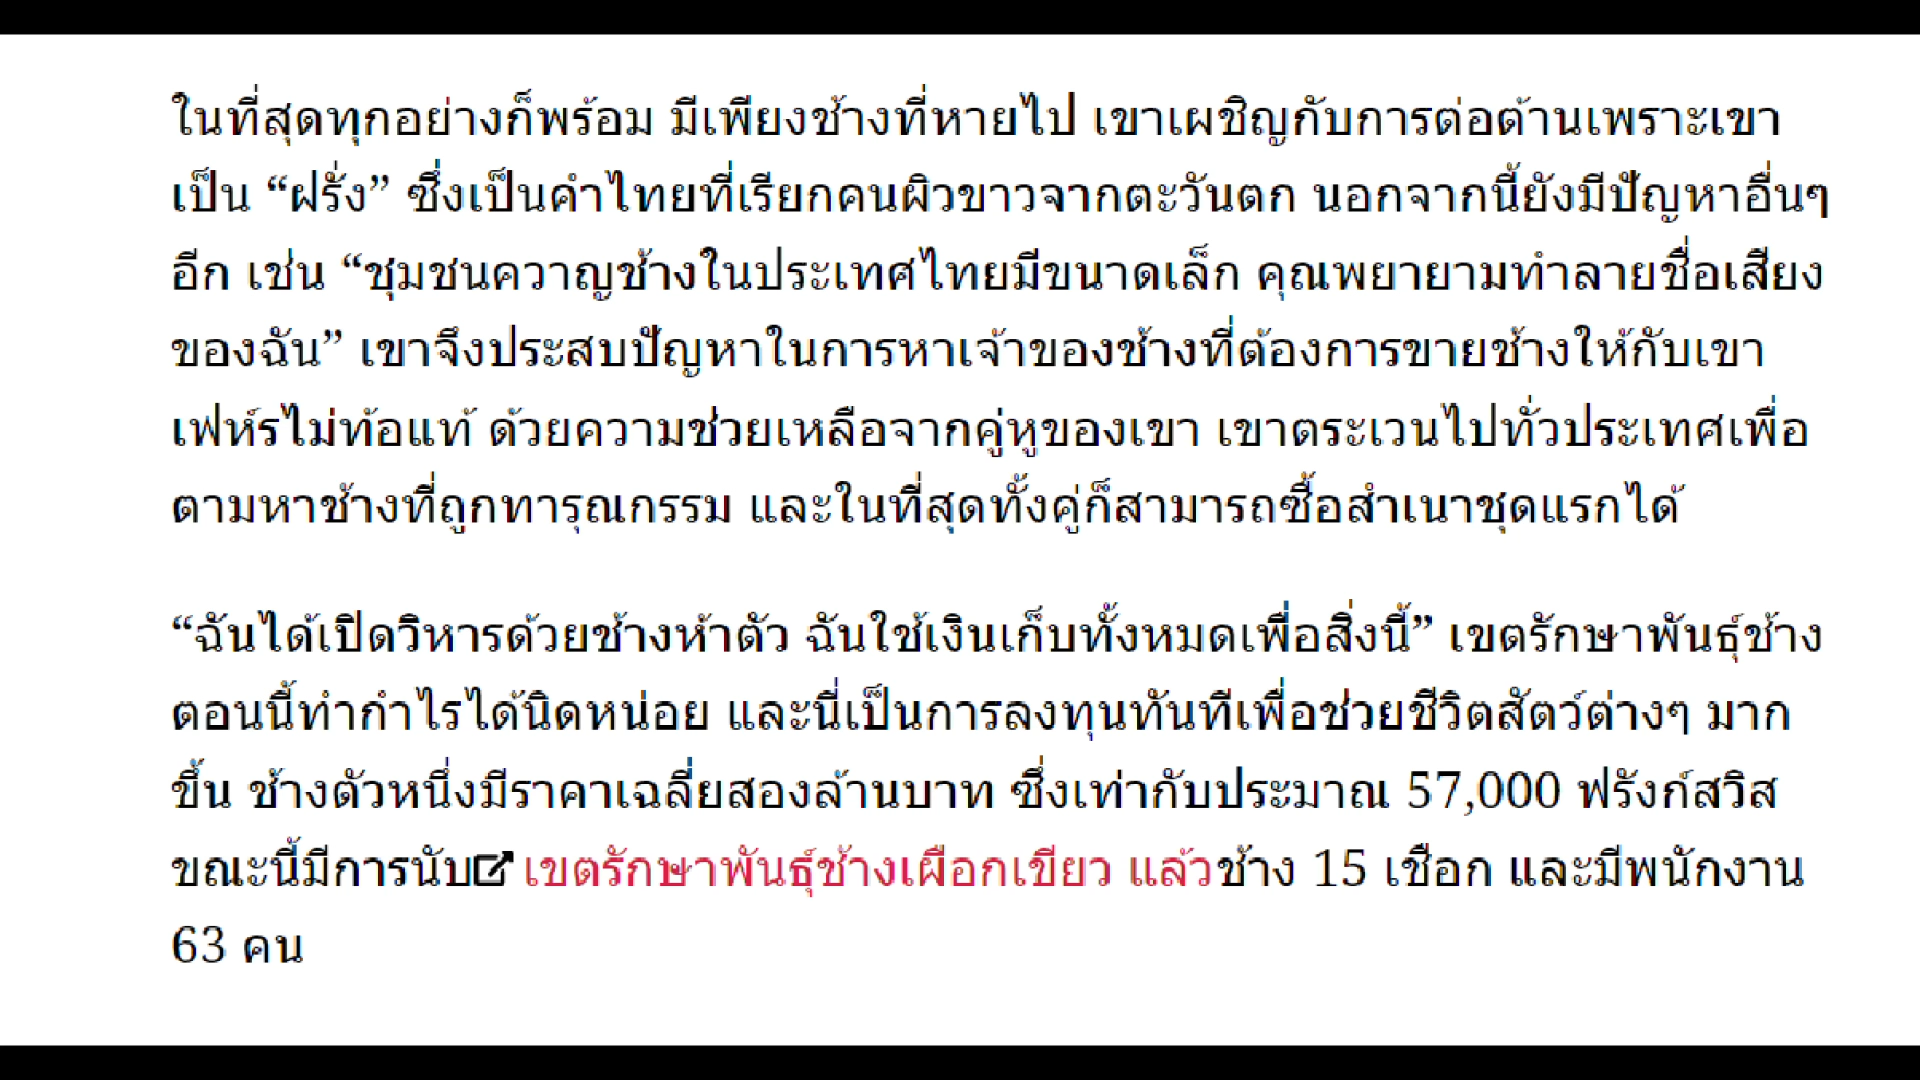 ในที่สุดทุกอย่างก็พร้อม มีเพียงช้างที่หายไป เขาเผชิญกับการต่อต้านเพราะเขา
เป็น “ฝรั่ง” ซึ่งเป็นคำไทยที่เรียกคนผิวขาวจากตะวันตก นอกจากนี้ยังมีปัญหาอื่นๆ
อีก เช่น “ชุมชนควาญช้างในประเทศไทยมีขนาดเล็ก คุณพยายามทำลายชื่อเสียง
ของฉัน” เขาจึงประสบปัญหาในการหาเจ้าของช้างที่ต้องการขายช้างให้กับเขา
เฟห์รไม่ท้อแท้ ด้วยความช่วยเหลือจากคู่หูของเขา เขาตระเวนไปทั่วประเทศเพื่อ
ตามหาช้างที่ถูกทารุณกรรม และในที่สุดทั้งคู่ก็สามารถซื้อสำเนาชุดแรกได้
“ฉันได้เปิดวิหารด้วยช้างห้าตัว ฉันใช้เงินเก็บทั้งหมดเพื่อสิ่งนี้” เขตรักษาพันธุ์ช้าง
ตอนนี้ทำกำไรได้นิดหน่อย และนี่เป็นการลงทุนทันทีเพื่อช่วยชีวิตสัตว์ต่างๆ มาก
ขึ้น ช้างตัวหนึ่งมีราคาเฉลี่ยสองล้านบาท ซึ่งเท่ากับประมาณ 57,000 ฟรังก์สวิส
ขณะนี้มีการนับ เขตรักษาพันธุ์ช้างเผือกเขียว แล้วช้าง 15 เชือก และมีพนักงาน
63 คน